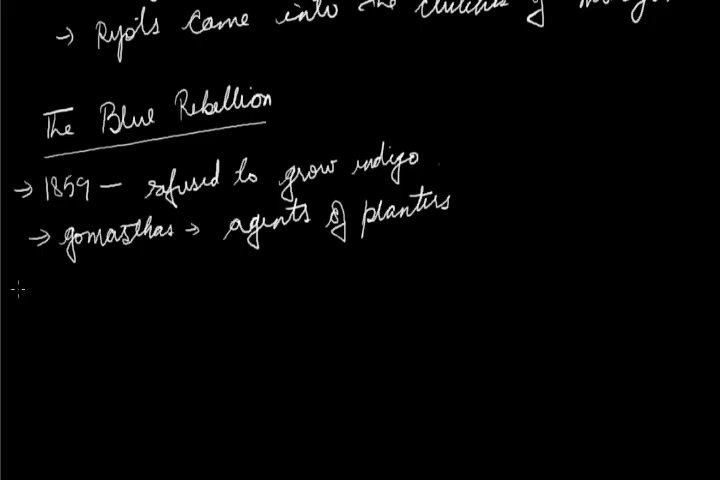 → Ryots came into the clutches of
The Blue Rebellion
→ 1859 – refused to grow indigo
→ gomasthas → agents of planters